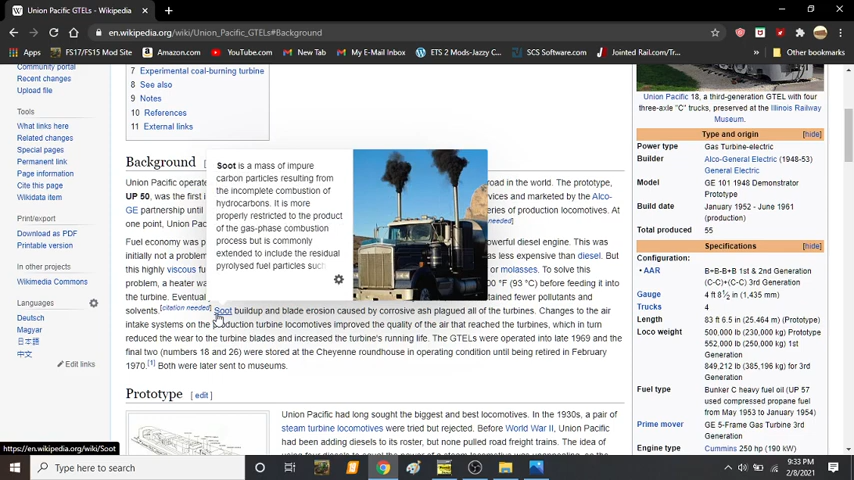 Union Pacific GTELs - Wikipedia
en.wikipedia.org/wiki/Union_Pacific_GTELs#Background
Apps
FS17/FS15 Mod Site
Amazon.com
YouTube.com
New Tab
My E-mail Inbox
ETS 2 Mods-Jazzy C...
SCS Software.com
Jointed Rail.com/Tr...
Other bookmarks
Community portal
Recent changes
Upload file
Tools
What links here
Related changes
Special pages
Permanent link
Page information
Cite this page
Wikidata item
Print/export
Download as PDF
Printable version
In other projects
Wikimedia Commons
Languages
Deutsch
Magyar
日本語
中文
Edit links
7 Experimental coal-burning turbine
8 See also
9 Notes
10 References
11 External links
Background [
Union Pacific operate
road in the world. The prototype,
UP 50, was the first i
vices and marketed by the Alco-
GE partnership until
series of production locomotives. At
one point, Union Pac
needed]
Fuel economy was p
owerful diesel engine. This was
initially not a problem
as less expensive than diesel. But
this highly viscous f
or molasses. To solve this
problem, a heater wa
°F (93 °C) before feeding it into
the turbine. Eventua
tained fewer pollutants and
solvents.[citation needed] Soot buildup and blade erosion caused by corrosive ash plagued all of the turbines. Changes to the air
intake systems on the production turbine locomotives improved the quality of the air that reached the turbines, which in turn
reduced the wear to the turbine blades and increased the turbine's running life. The GTELs were operated into late 1969 and the
final two (numbers 18 and 26) were stored at the Cheyenne roundhouse in operating condition until being retired in February
1970.[1] Both were later sent to museums.
Soot is a mass of impure
carbon particles resulting from
the incomplete combustion of
hydrocarbons. It is more
properly restricted to the product
of the gas-phase combustion
process but is commonly
extended to include the residual
pyrolysed fuel particles such
Prototype [ edit ]
Union Pacific had long sought the biggest and best locomotives. In the 1930s, a pair of
steam turbine locomotives were tried but rejected. Before World War II, Union
Pacific had been adding diesels to its roster, but none pulled road freight trains. The idea of
Union Pacific 18, a third-generation GTEL with four
three-axle "C" trucks, preserved at the Illinois Railway
Museum.
Type and origin [hide]
Power type Gas Turbine-electric
Builder Alco-General Electric (1948-53)
General Electric
Model GE 101 1948 Demonstrator
Prototype
Build date January 1952 - June 1961
(production)
Total produced 55
Specifications [hide]
Configuration:
• AAR B+B-B+B 1st & 2nd Generation
(C-C)+(C-C) 3rd Generation
Gauge 4 ft 8 1⁄2 in (1,435 mm)
Trucks 4
Length 83 ft 6.5 in (25.464 m) (Prototype)
Loco weight 500,000 lb (230,000 kg) Prototype
552,000 lb (250,000 kg) 1st
Generation
849,212 lb (385,196 kg) 3rd
Generation
Fuel type Bunker C heavy fuel oil (UP 57
used compressed propane fuel
from May 1953 to January 1954)
Prime mover GE 5-Frame Gas Turbine 3rd
Generation
Engine type Cummins 250 hp (190 kW)
https://en.wikipedia.org/wiki/Soot
Type here to search
9:33 PM
2/8/2021